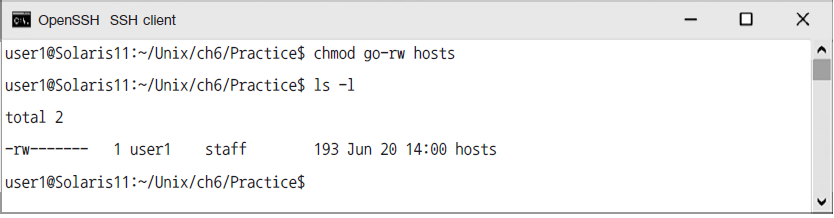 OpenSSH SSH client
user1@Solaris11:~/Unix/ch6/Practice$ chmod go-rw hosts
user1@Solaris11:~/Unix/ch6/Practice$ ls -l
total 2
-rw------- 1 user1 staff 193 Jun 20 14:00 hosts
user1@Solaris11:~/Unix/ch6/Practice$